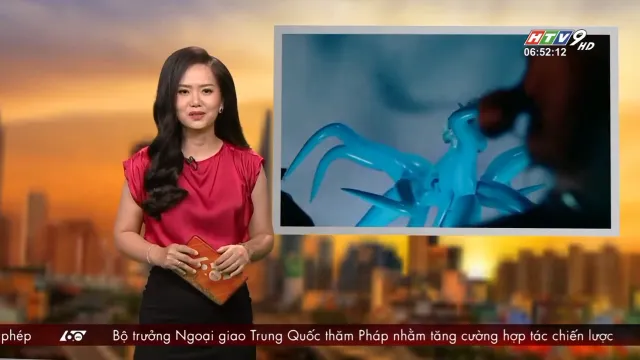 HTV9 HD
06:52:12
phép 60 Bộ trưởng Ngoại giao Trung Quốc thăm Pháp nhằm tăng cường hợp tác chiến lược